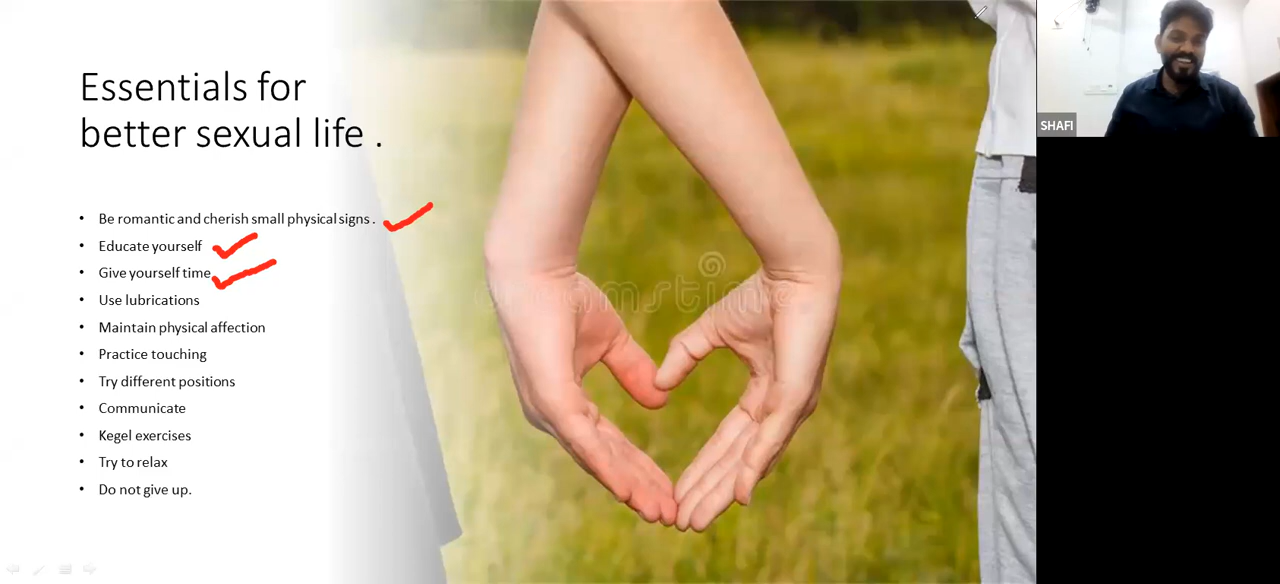 Essentials for
better sexual life .
• Be romantic and cherish small physical signs .
• Educate yourself
• Give yourself time
• Use lubrications
• Maintain physical affection
• Practice touching
• Try different positions
• Communicate
• Kegel exercises
• Try to relax
• Do not give up.
dreamstime
SHAFI